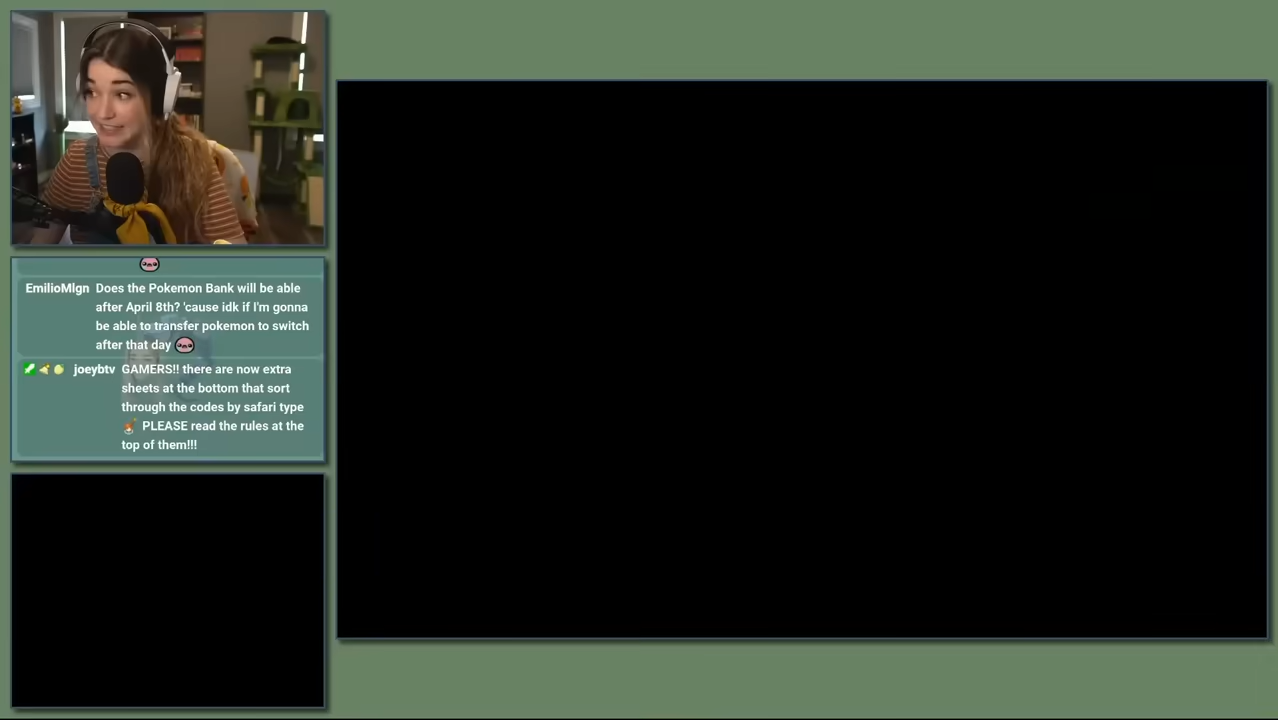 EmilioMlgn Does the Pokemon Bank will be able
after April 8th? 'cause idk if I'm gonna
be able to transfer pokemon to switch
after that day
joeybtv GAMERS!! there are now extra
sheets at the bottom that sort
through the codes by safari type
PLEASE read the rules at the
top of them!!!